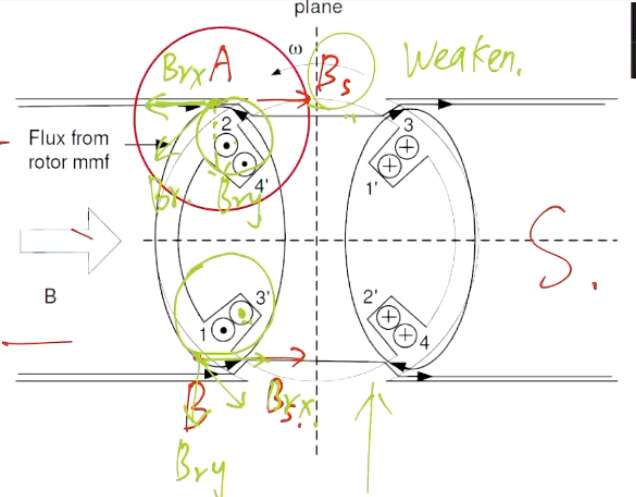 plane
ω
Brx A
Bs
Weaken.
2
3
Flux from
rotor mmf
4'
1'
Br.
Bry
B
S.
3'
2'
1
4
B
Bs.
x.
Bry